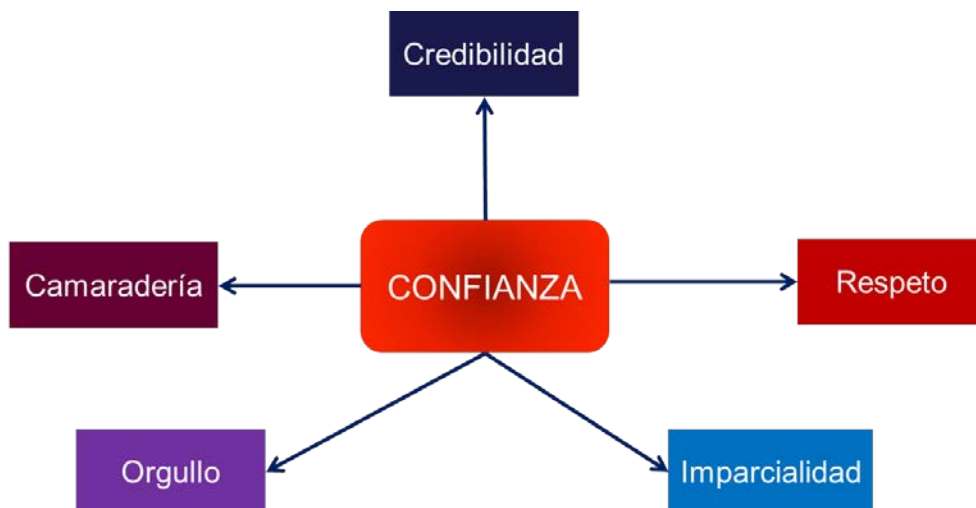 Credibilidad
Camaradería
CONFIANZA
Respeto
Orgullo
Imparcialidad